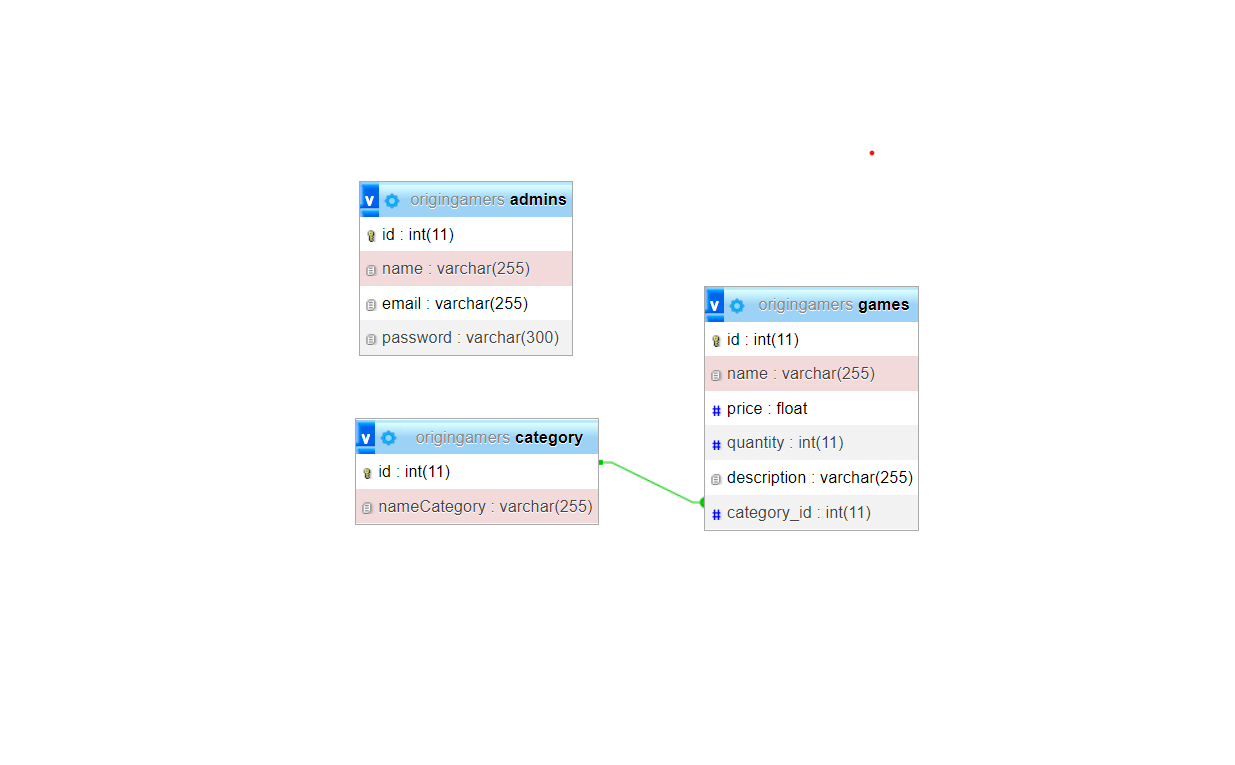 v origingamers admins
id : int(11)
name : varchar(255)
email : varchar(255)
password : varchar(300)
v origingamers category
id : int(11)
nameCategory : varchar(255)
v origingamers games
id : int(11)
name : varchar(255)
# price : float
# quantity : int(11)
description : varchar(255)
# category_id : int(11)